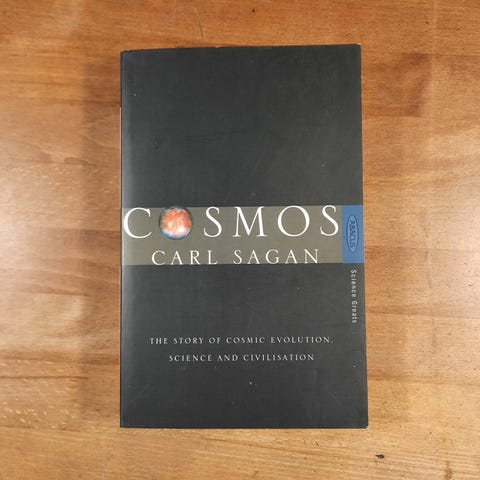 COSMOS
ABACUS
CARL SAGAN
Science Greats
THE STORY OF COSMIC EVOLUTION,
SCIENCE AND CIVILISATION